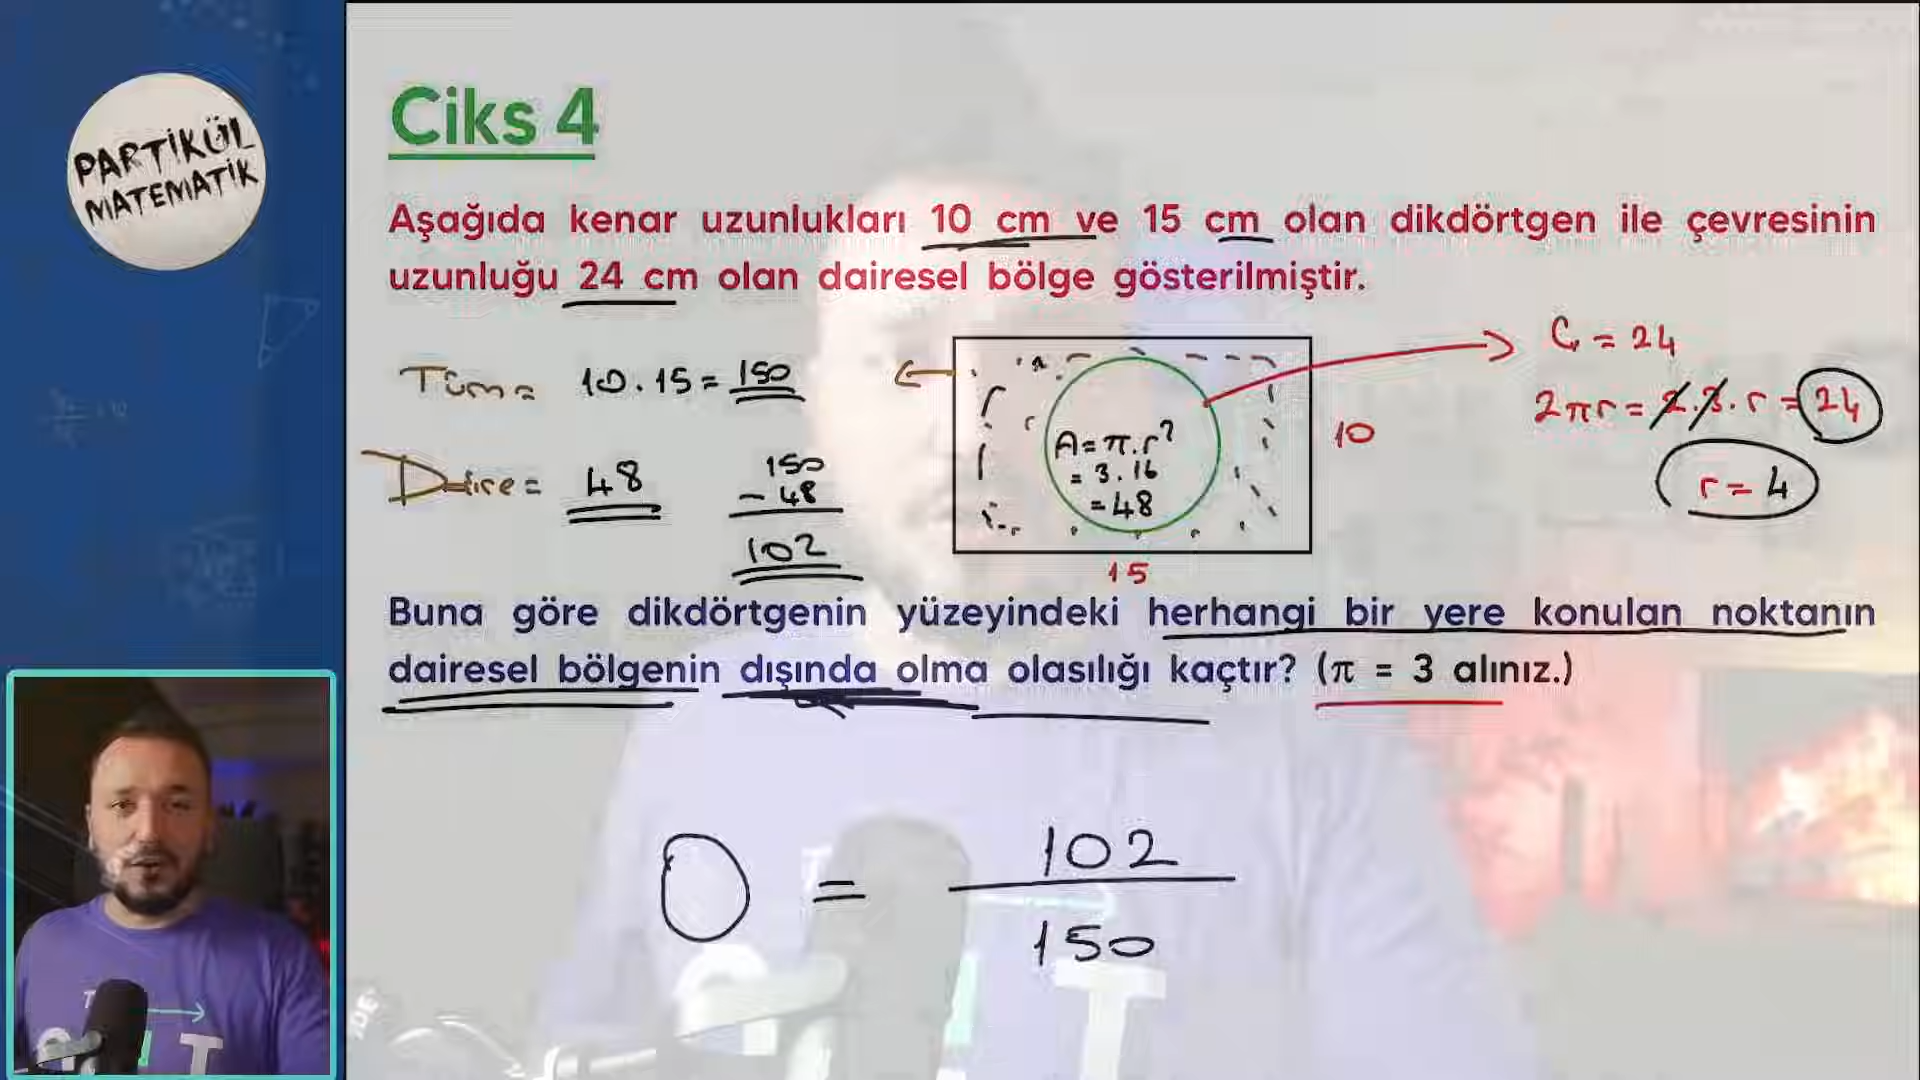 PARTİKÜL
MATEMATİK
Ciks 4
Aşağıda kenar uzunlukları 10 cm ve 15 cm olan dikdörtgen ile çevresinin
uzunluğu 24 cm olan dairesel bölge gösterilmiştir.
Tüm = 10.15 = 150
Daire = 48
150
- 48
102
A = π.r²
= 3.16
= 48
10
15
Ç = 24
2πr = 2.3.r = 24
r = 4
Buna göre dikdörtgenin yüzeyindeki herhangi bir yere konulan noktanın
dairesel bölgenin dışında olma olasılığı kaçtır? (π = 3 alınız.)
O = 102
150